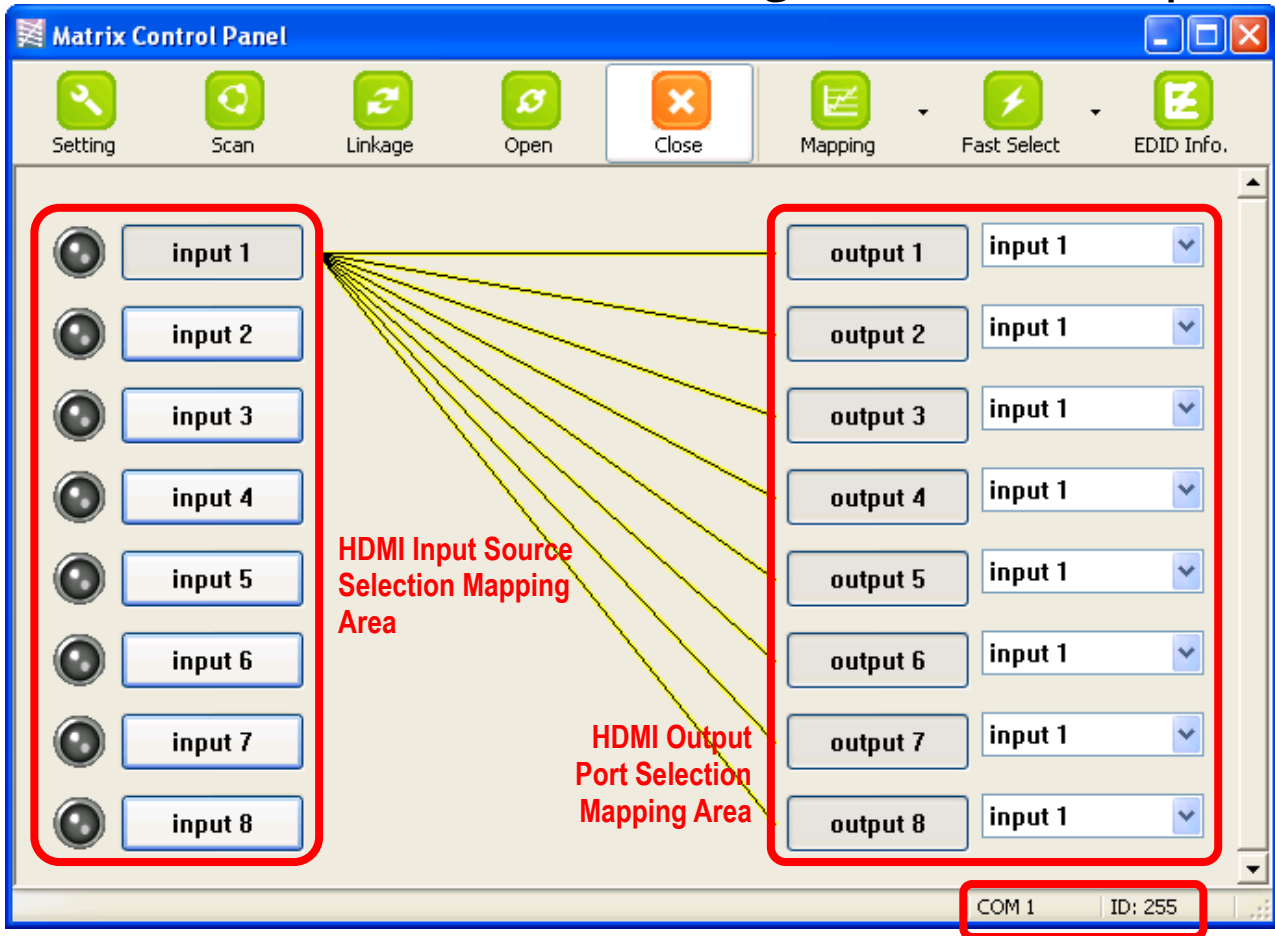 Matrix Control Panel
Setting Scan Linkage Open Close Mapping Fast Select EDID Info.
input 1 output 1 input 1
input 2 output 2 input 1
input 3 output 3 input 1
input 4 output 4 input 1
HDMI Input Source
Selection Mapping
Area
input 5 output 5 input 1
input 6 output 6 input 1
HDMI Output
Port Selection
Mapping Area
input 7 output 7 input 1
input 8 output 8 input 1
COM 1 ID: 255